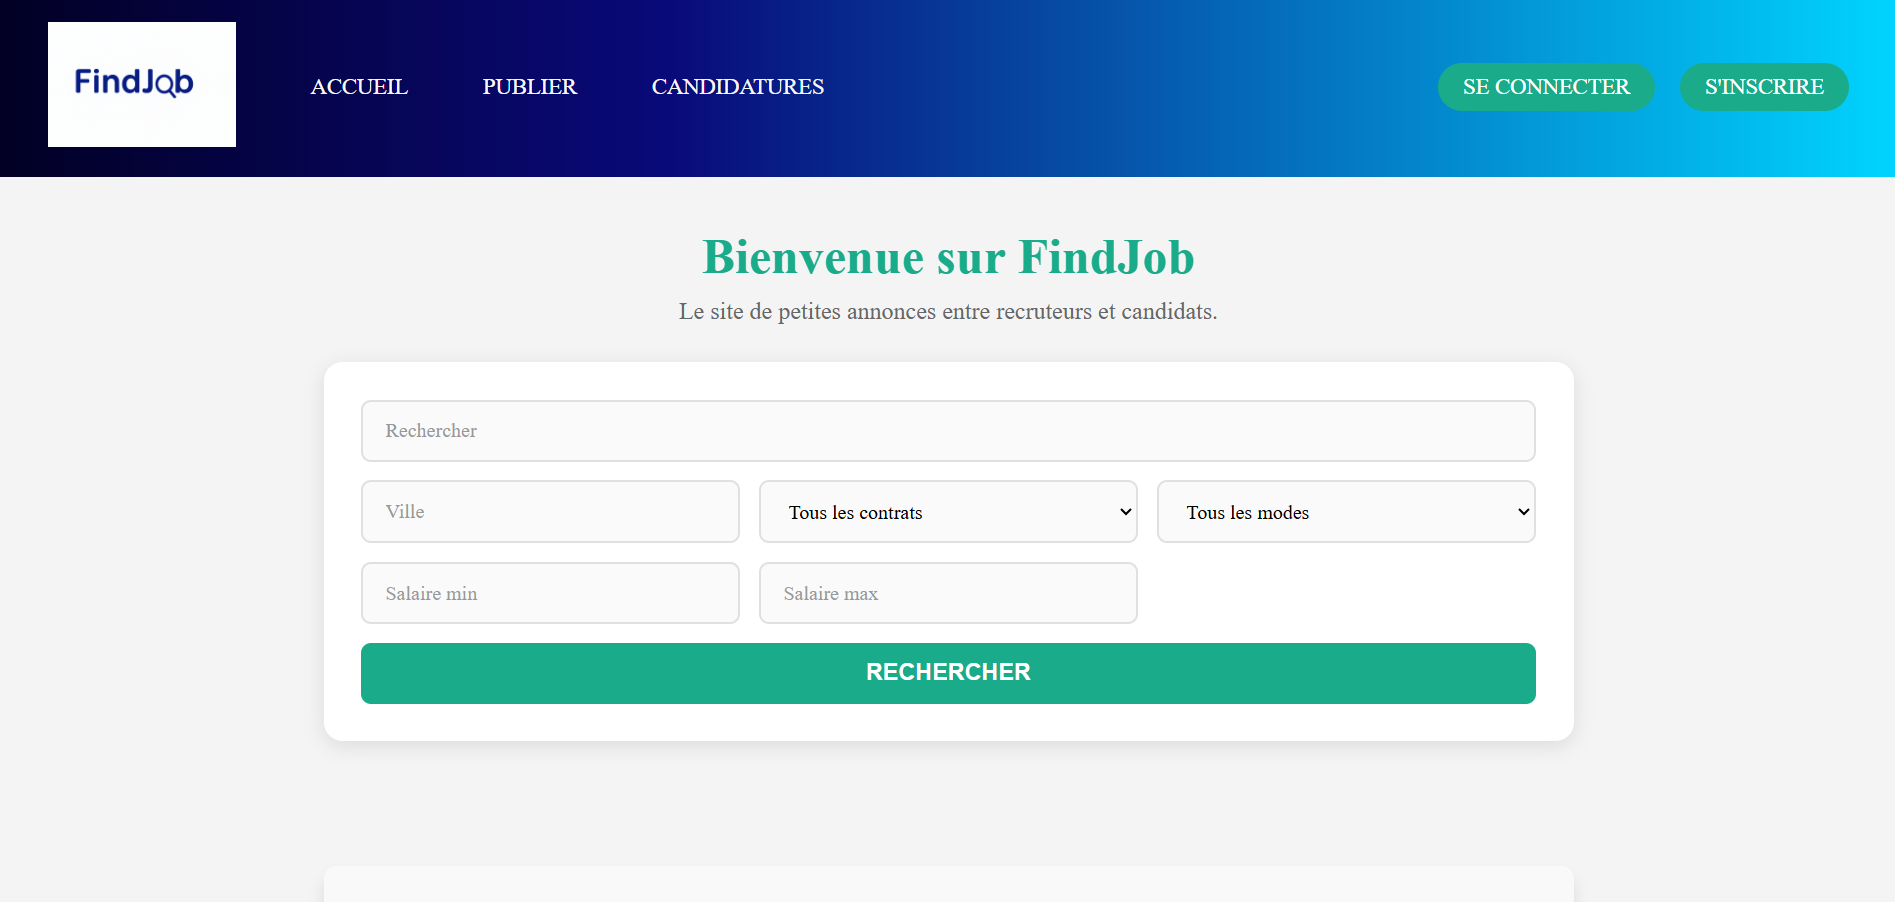 FindJob
ACCUEIL PUBLIER CANDIDATURES SE CONNECTER S'INSCRIRE
Bienvenue sur FindJob
Le site de petites annonces entre recruteurs et candidats.
Rechercher
Ville Tous les contrats Tous les modes
Salaire min Salaire max
RECHERCHER